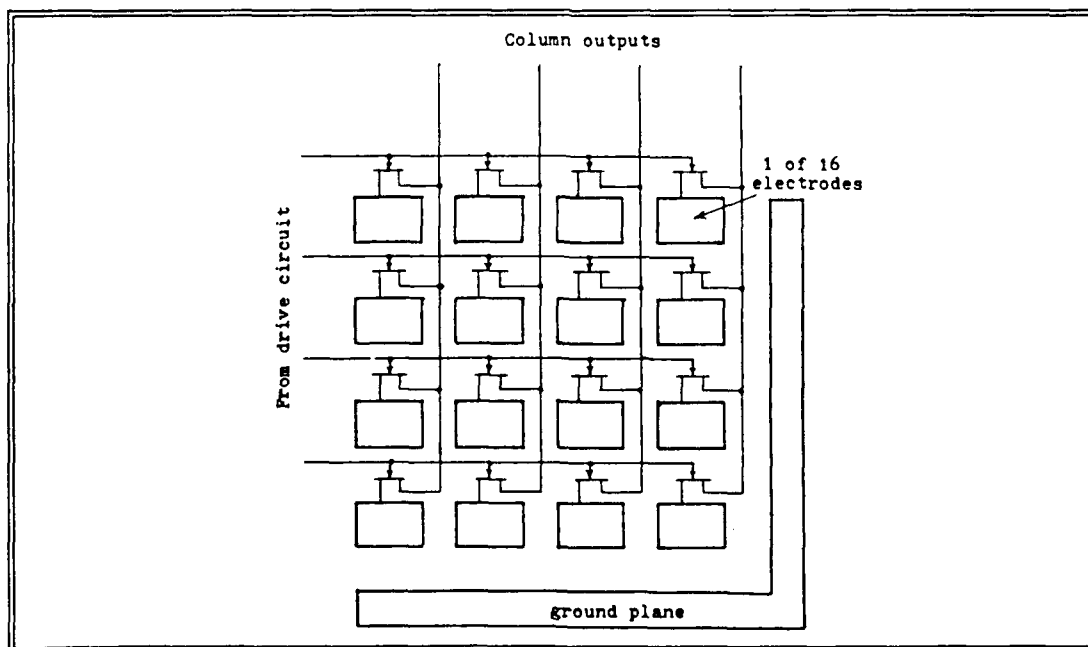 Column outputs
1 of 16
electrodes
From drive circuit
ground plane